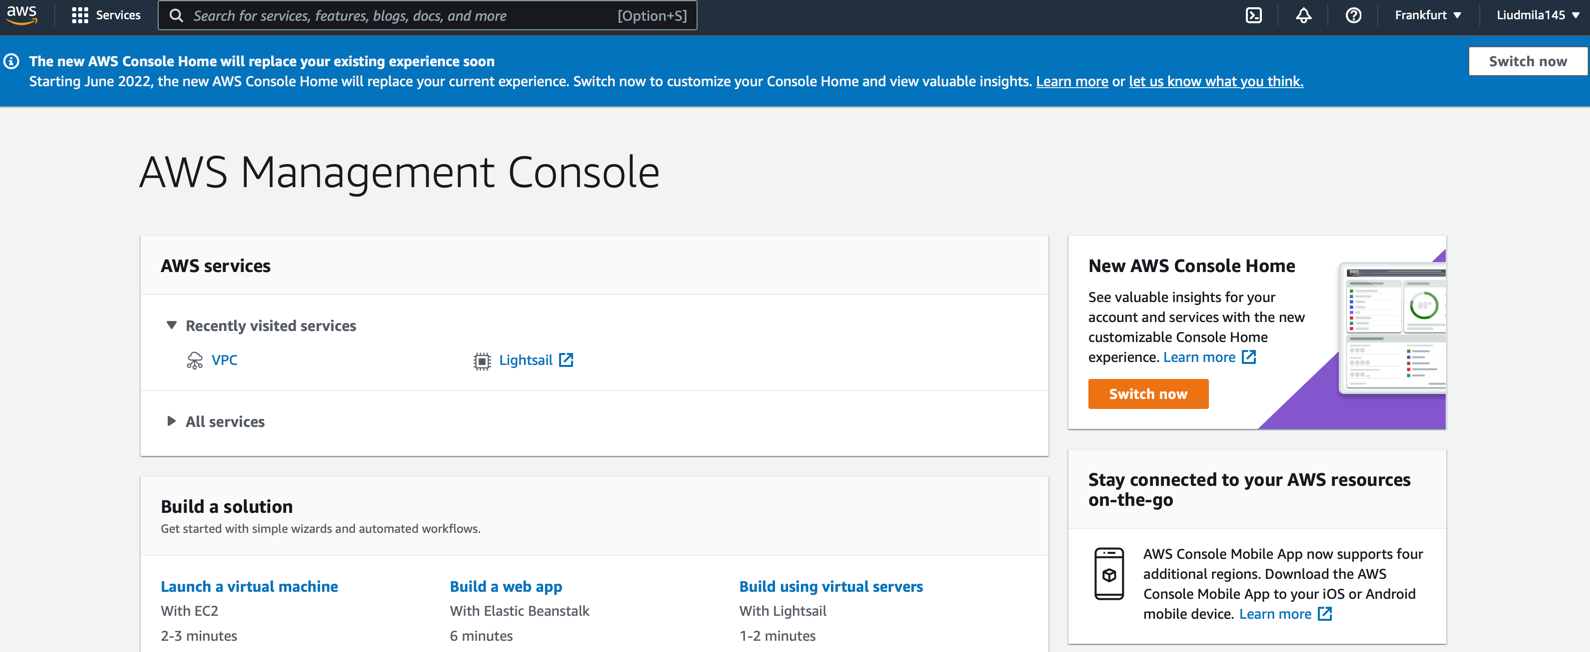 aws
Services
Search for services, features, blogs, docs, and more
[Option+S]
Frankfurt
Liudmila145
The new AWS Console Home will replace your existing experience soon
Starting June 2022, the new AWS Console Home will replace your current experience. Switch now to customize your Console Home and view valuable insights. Learn more or let us know what you think.
Switch now
AWS Management Console
AWS services
Recently visited services
VPC
Lightsail
All services
Build a solution
Get started with simple wizards and automated workflows.
Launch a virtual machine
With EC2
2-3 minutes
Build a web app
With Elastic Beanstalk
6 minutes
Build using virtual servers
With Lightsail
1-2 minutes
New AWS Console Home
See valuable insights for your
account and services with the new
customizable Console Home
experience. Learn more
Switch now
Stay connected to your AWS resources
on-the-go
AWS Console Mobile App now supports four
additional regions. Download the AWS
Console Mobile App to your iOS or Android
mobile device. Learn more